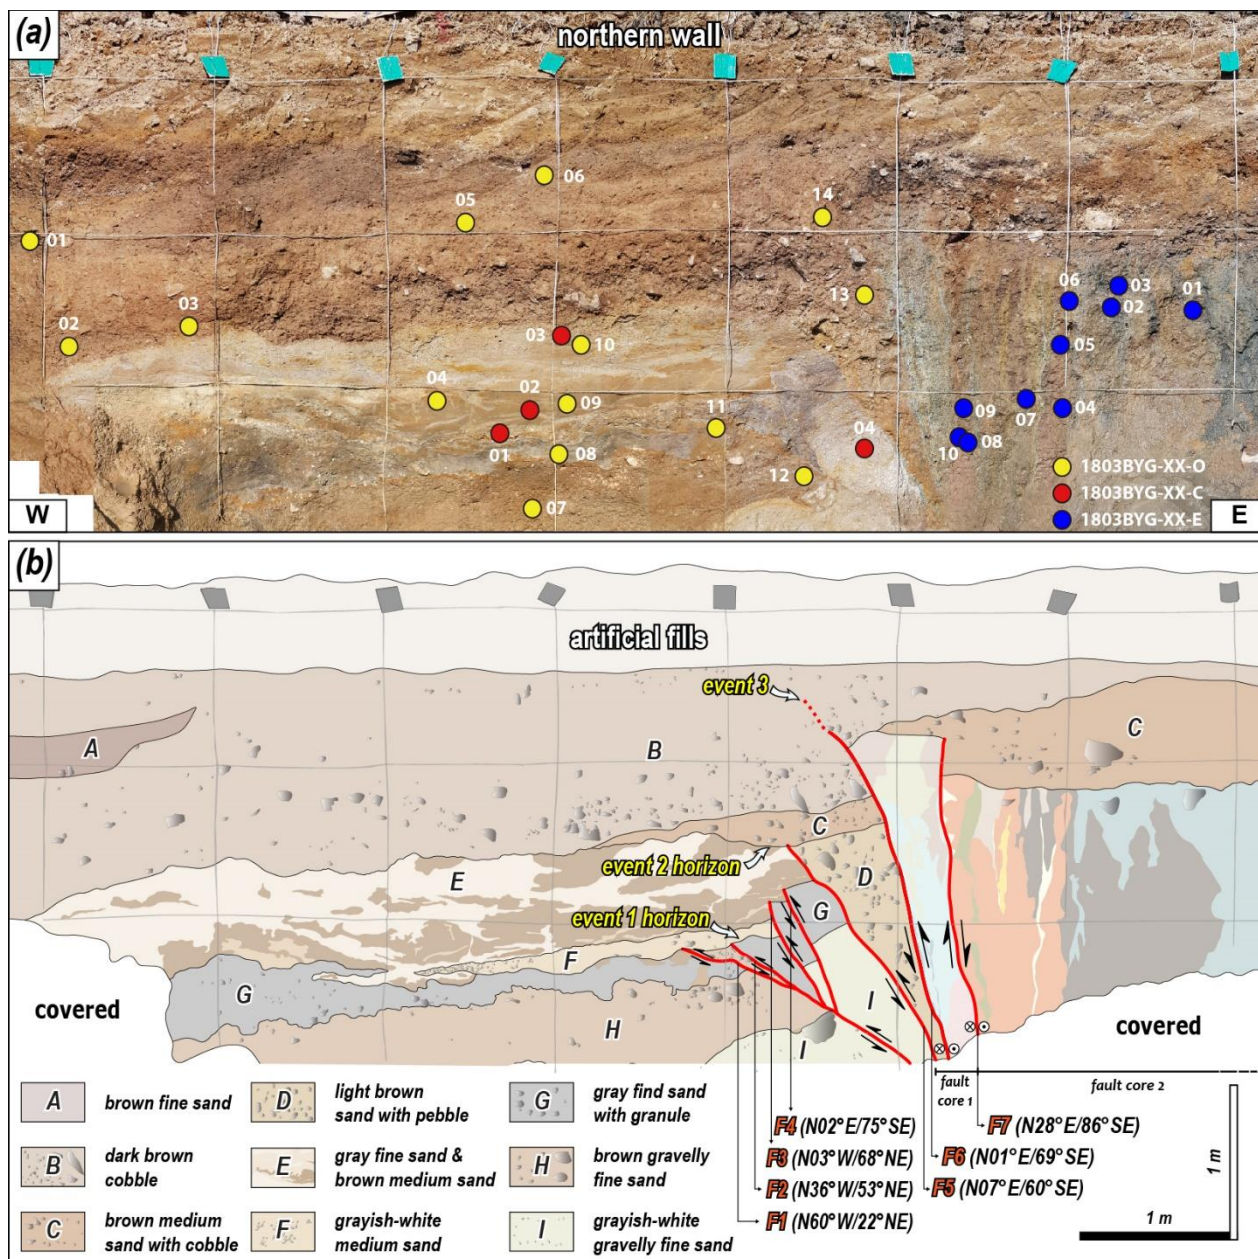 (a)
northern wall
06
14
05
01
03
06
01
13
02
03
02
03
10
05
04
02
09
11
09
07
04
04
01
08
10
08
12
1803BYG-XX-O
07
1803BYG-XX-C
W
1803BYG-XX-E
E
(b)
artificial fills
event 3
A
B
C
C
event 2 horizon
E
D
G
event 1 horizon
F
G
I
covered
H
I
covered
fault
core 1
fault core 2
A
brown fine sand
D
light brown
sand with pebble
G
gray find sand
with granule
B
dark brown
cobble
E
gray fine sand &
brown medium sand
H
brown gravelly
fine sand
C
brown medium
sand with cobble
F
grayish-white
medium sand
I
grayish-white
gravelly fine sand
F4 (N02°E/75°SE)
F3 (N03°W/68°NE)
F2 (N36°W/53°NE)
F1 (N60°W/22°NE)
F7 (N28°E/86°SE)
F6 (N01°E/69°SE)
F5 (N07°E/60°SE)
1 m
1 m